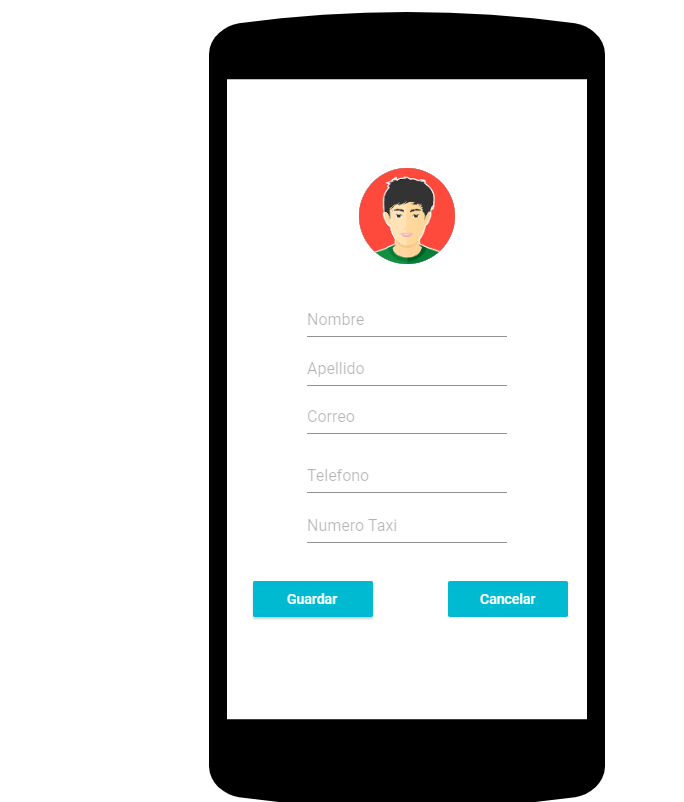 Nombre
Apellido
Correo
Telefono
Numero Taxi
Guardar
Cancelar